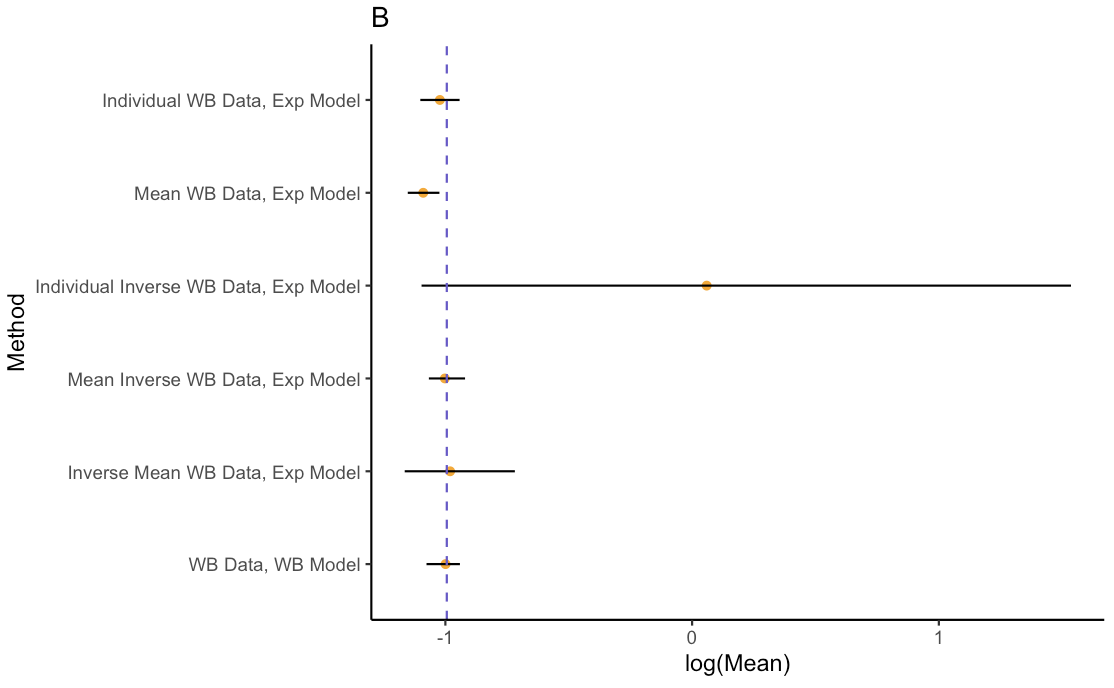 B
Individual WB Data, Exp Model
Mean WB Data, Exp Model
Individual Inverse WB Data, Exp Model
Mean Inverse WB Data, Exp Model
Inverse Mean WB Data, Exp Model
WB Data, WB Model
Method
-1 0 1
log(Mean)